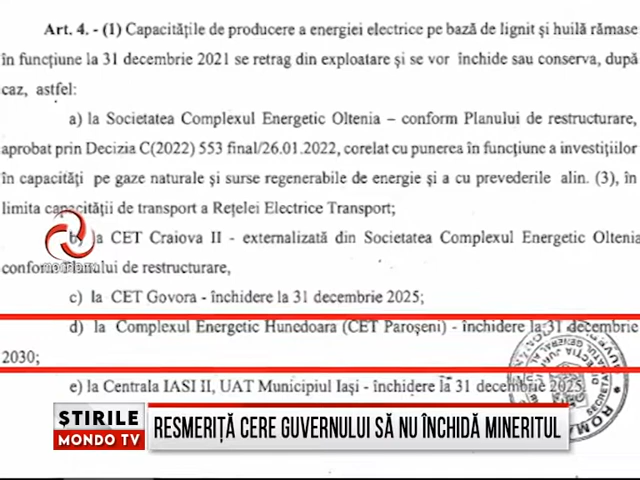 Art. 4. - (1) Capacitățile de producere a energiei electrice pe bază de lignit și huilă rămase
în funcțiune la 31 decembrie 2021 se retrag din exploatare și se vor închide sau conserva, după
caz, astfel:
a) la Societatea Complexul Energetic Oltenia – conform Planului de restructurare,
aprobat prin Decizia C(2022) 553 final/26.01.2022, corelat cu punerea în funcțiune a investițiilor
în capacități pe gaze naturale și surse regenerabile de energie și a cu prevederile alin. (3), în
limita capacității de transport a Rețelei Electrice Transport;
b) la CET Craiova II - externalizată din Societatea Complexul Energetic Oltenia
conform Planului de restructurare,
c) la CET Govora - închidere la 31 decembrie 2025;
d) la Complexul Energetic Hunedoara (CET Paroșeni) - închidere la 31 decembrie
2030;
e) la Centrala IASI II, UAT Municipiul Iași - închidere la 31 decembrie 2025
ȘTIRILE
MONDO TV
RESMERIȚĂ CERE GUVERNULUI SĂ NU ÎNCHIDĂ MINERITUL